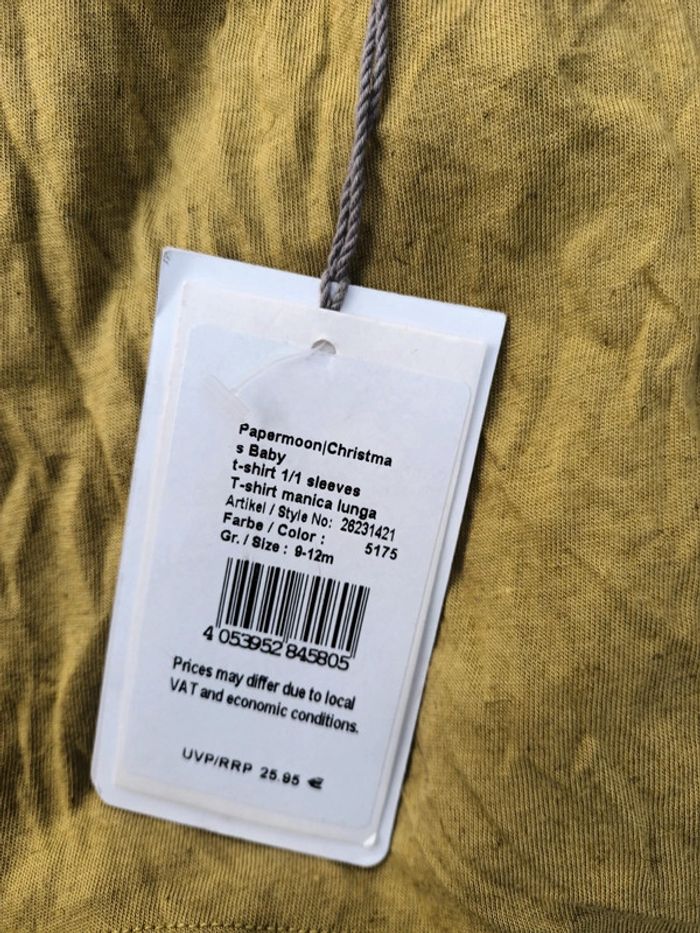 Papermoon|Christma
s Baby
t-shirt 1/1 sleeves
T-shirt manica lunga
Artikel / Style No: 26231421
Farbe / Color : 5175
Gr. / Size : 9-12m
4 053952 845805
Prices may differ due to local
VAT and economic conditions.
UVP/RRP 25.95 €